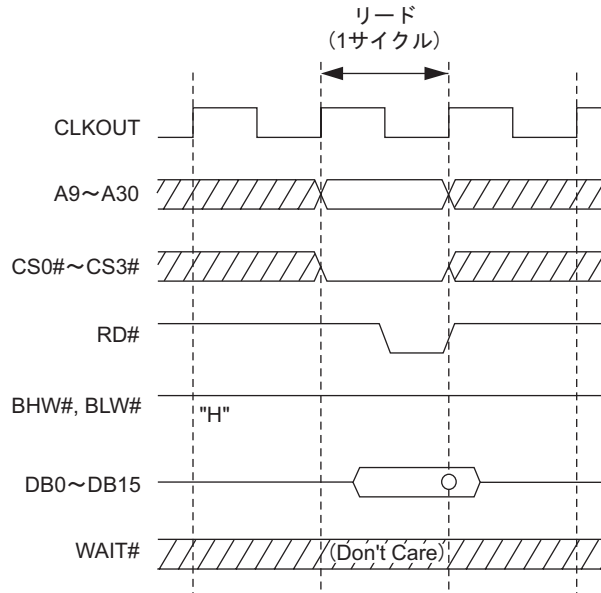 リード
(1サイクル)
CLKOUT
A9～A30
CS0#～CS3#
RD#
BHW#, BLW#
"H"
DB0～DB15
WAIT#
(Don't Care)